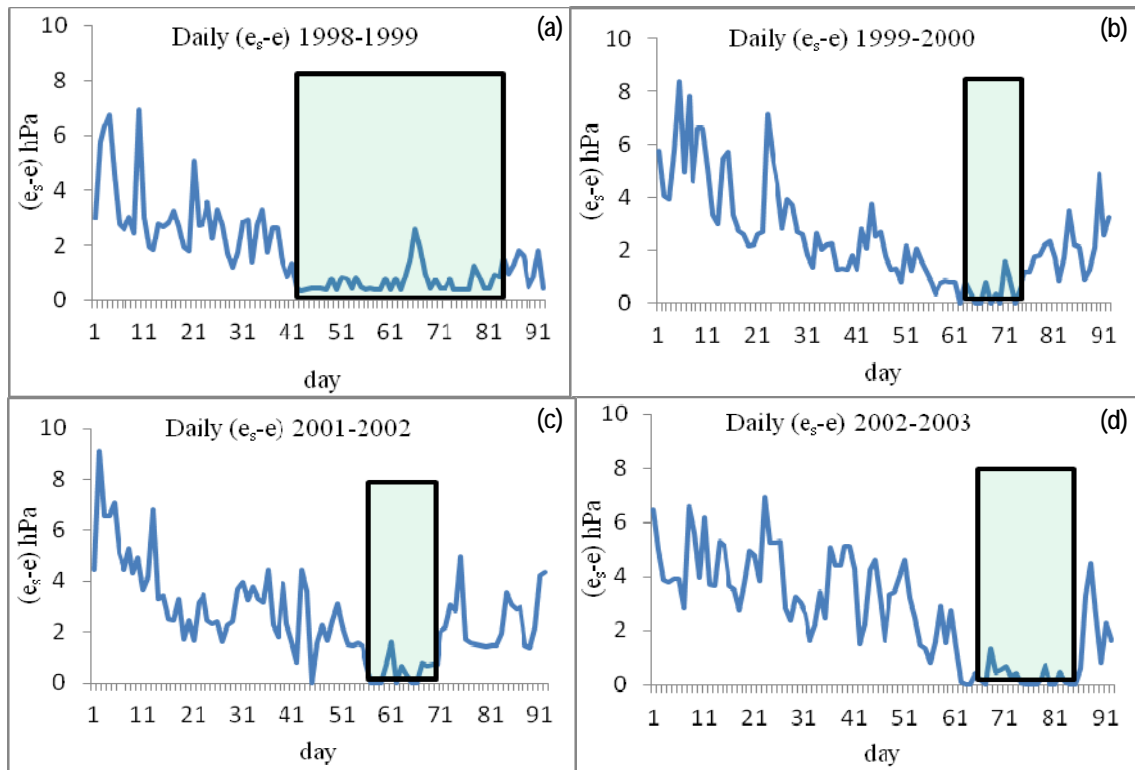 Daily (es-e) 1998-1999
(a)
(es-e) hPa
10
8
6
4
2
0
1 11 21 31 41 51 61 71 81 91
day
Daily (es-e) 1999-2000
(b)
(es-e) hPa
10
8
6
4
2
0
1 11 21 31 41 51 61 71 81 91
day
Daily (es-e) 2001-2002
(c)
(es-e) hPa
10
8
6
4
2
0
1 11 21 31 41 51 61 71 81 91
day
Daily (es-e) 2002-2003
(d)
(es-e) hPa
10
8
6
4
2
0
1 11 21 31 41 51 61 71 81 91
day